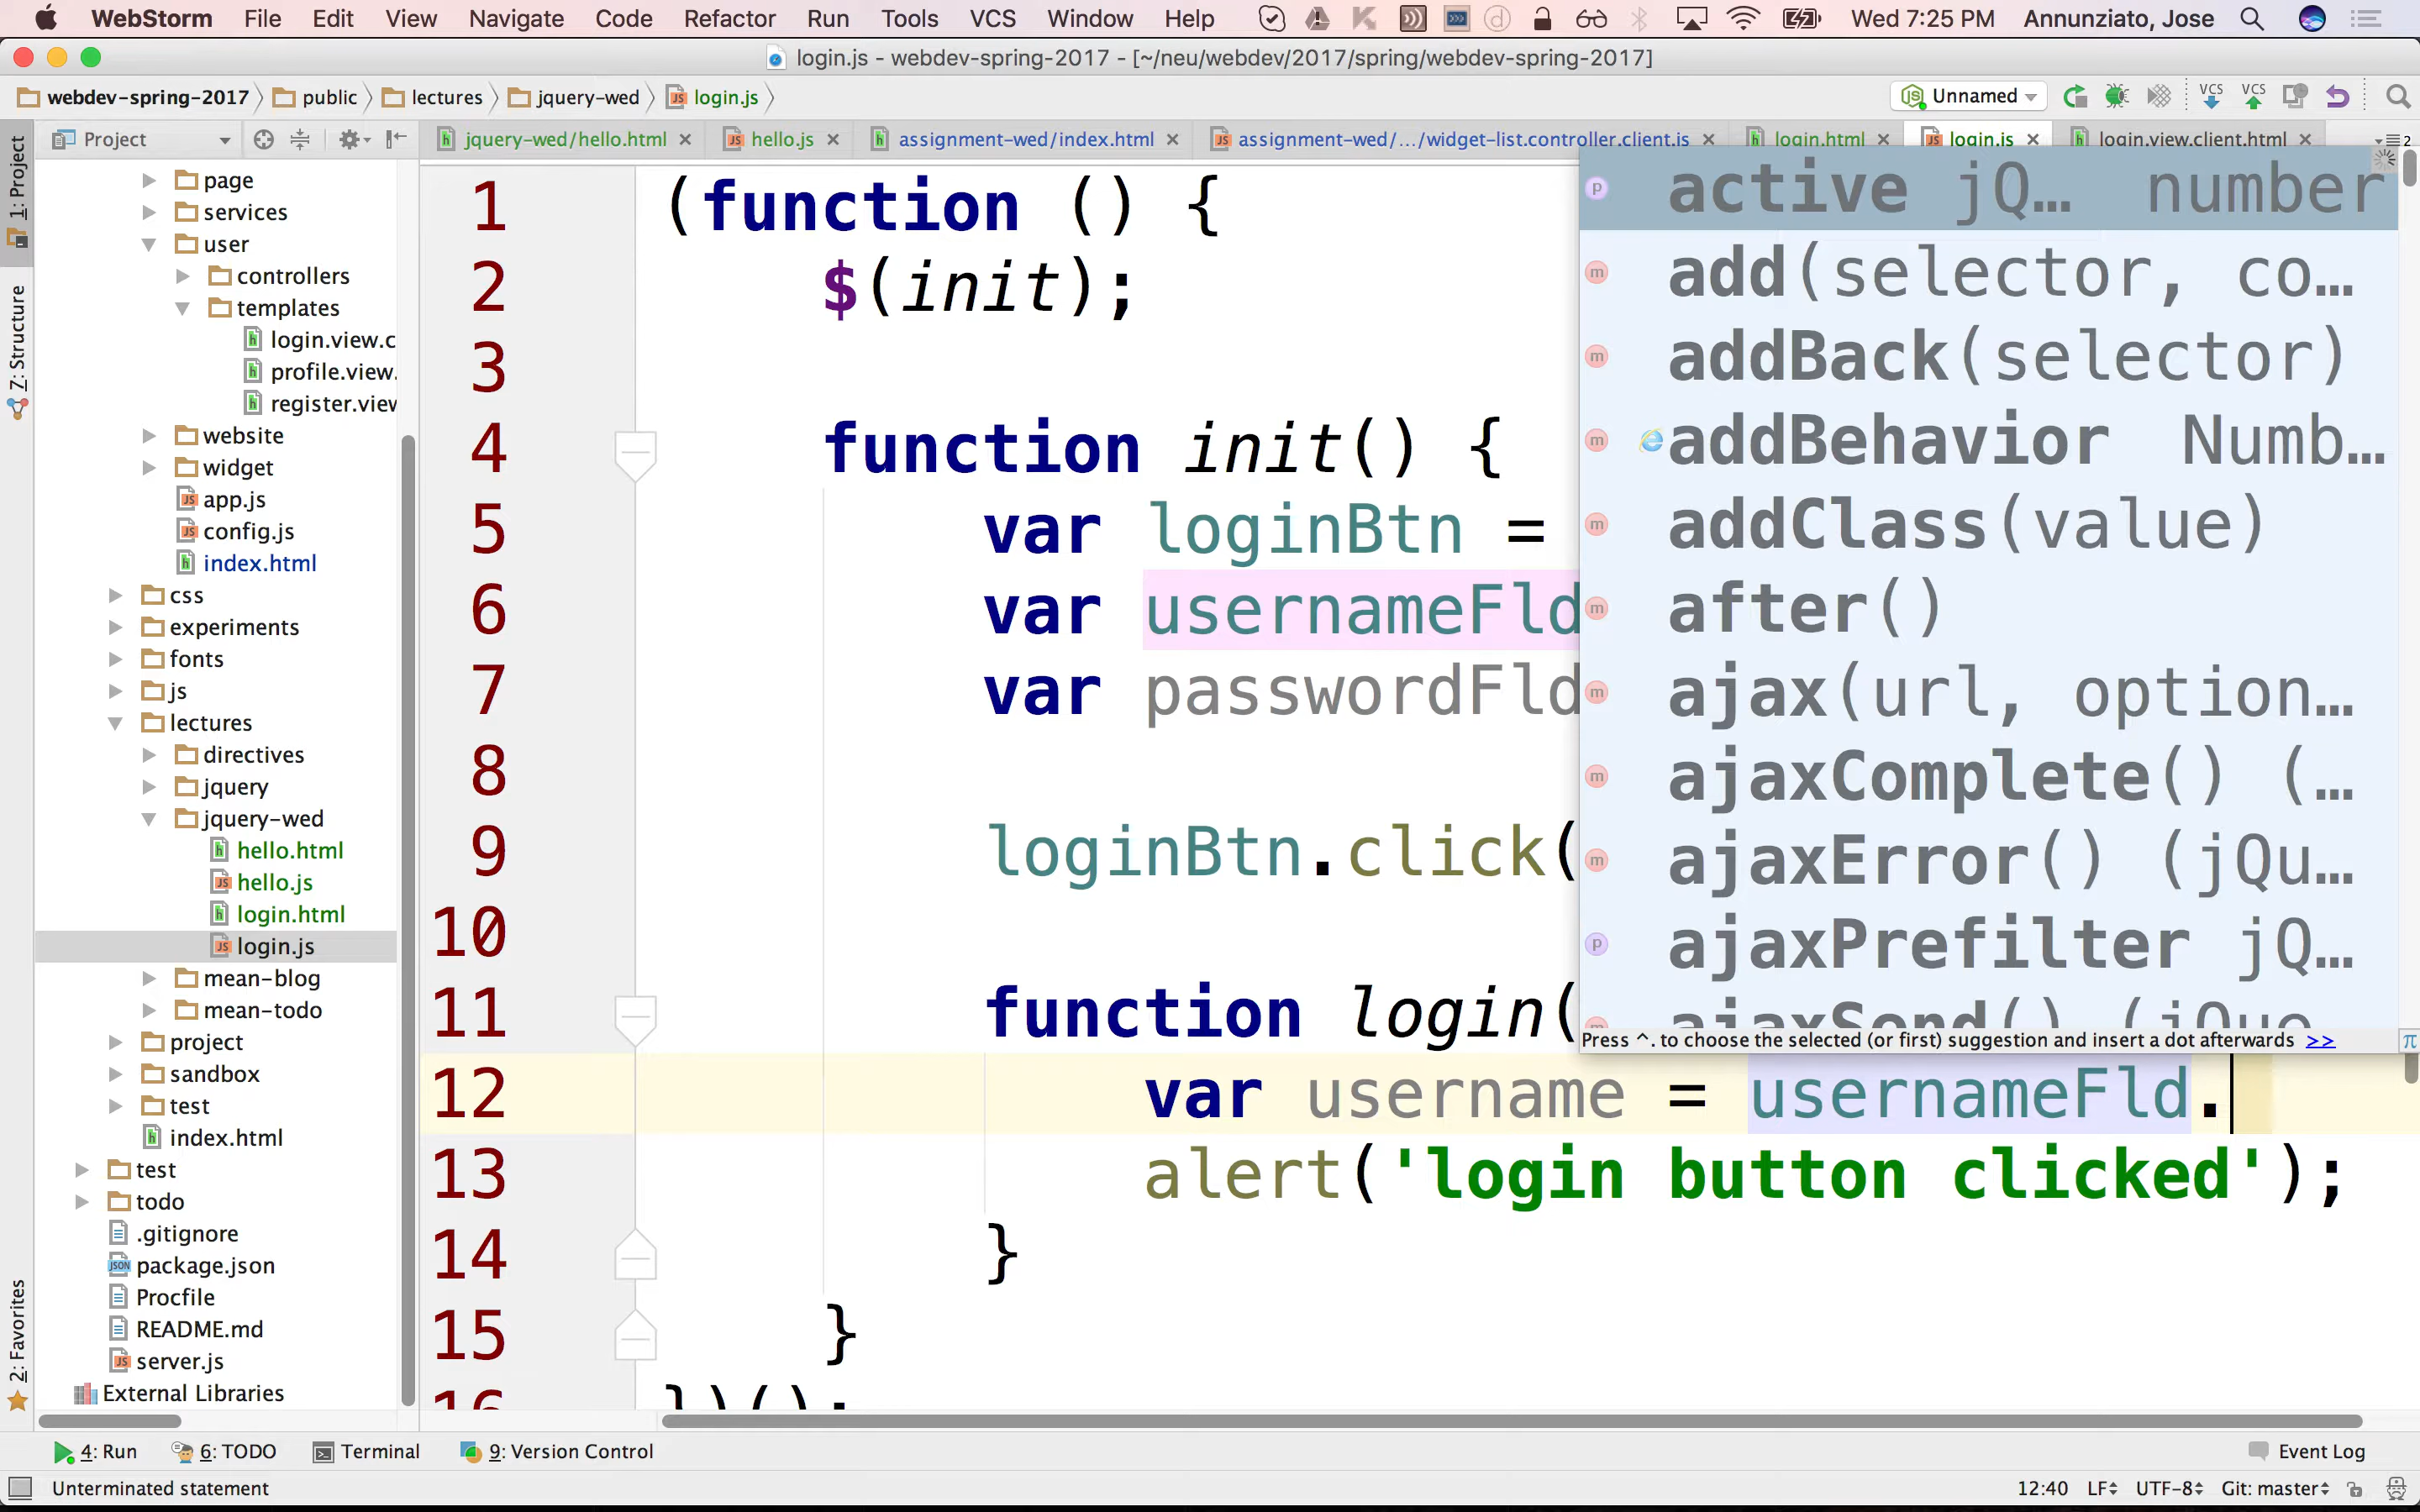 WebStorm File Edit View Navigate Code Refactor Run Tools VCS Window Help Wed 7:25 PM Annunziato, Jose
login.js - webdev-spring-2017 - [~/neu/webdev/2017/spring/webdev-spring-2017]
webdev-spring-2017 public lectures jquery-wed login.js Unnamed VCS VCS
Project jquery-wed/hello.html hello.js assignment-wed/index.html assignment-wed/.../widget-list.controller.client.js login.html login.js login.view.client.html 2
1: Project
7: Structure
2: Favorites
page
services
user
controllers
templates
login.view.c
profile.view.
register.view
website
widget
app.js
config.js
index.html
css
experiments
fonts
js
lectures
directives
jquery
jquery-wed
hello.html
hello.js
login.html
login.js
mean-blog
mean-todo
project
sandbox
test
index.html
test
todo
.gitignore
package.json
Procfile
README.md
server.js
External Libraries
1 (function () {
2 $(init);
3
4 function init() {
5 var loginBtn =
6 var usernameFld
7 var passwordFld
8
9 loginBtn.click(
10
11 function login(
12 var username = usernameFld.
13 alert('login button clicked');
14 }
15 }
16 })();
active jQ... number
add(selector, co...
addBack(selector)
addBehavior Numb...
addClass(value)
after()
ajax(url, option...
ajaxComplete() (...
ajaxError() (jQu...
ajaxPrefilter jQ...
ajaxSend() (jQue
Press ^. to choose the selected (or first) suggestion and insert a dot afterwards >>
4: Run 6: TODO Terminal 9: Version Control Event Log
Unterminated statement 12:40 LF UTF-8 Git: master